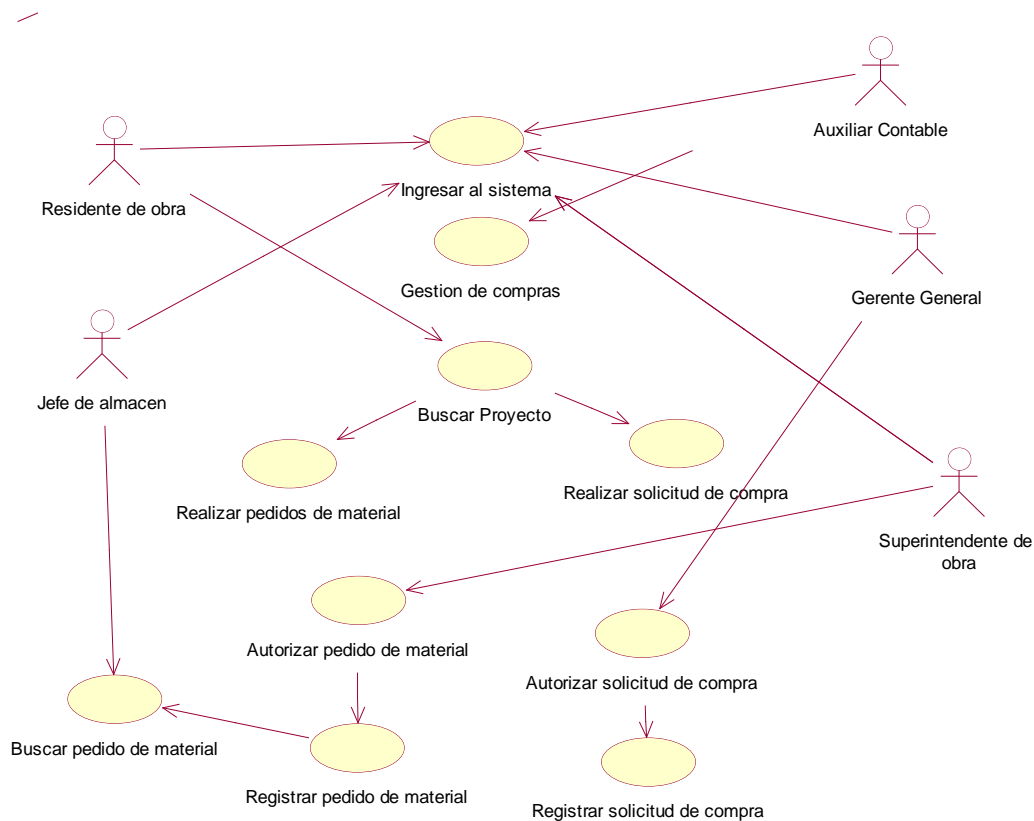 Auxiliar Contable
Ingresar al sistema
Residente de obra
Gestion de compras
Gerente General
Jefe de almacen
Buscar Proyecto
Realizar solicitud de compra
Realizar pedidos de material
Superintendente de
obra
Autorizar pedido de material
Autorizar solicitud de compra
Buscar pedido de material
Registrar pedido de material
Registrar solicitud de compra